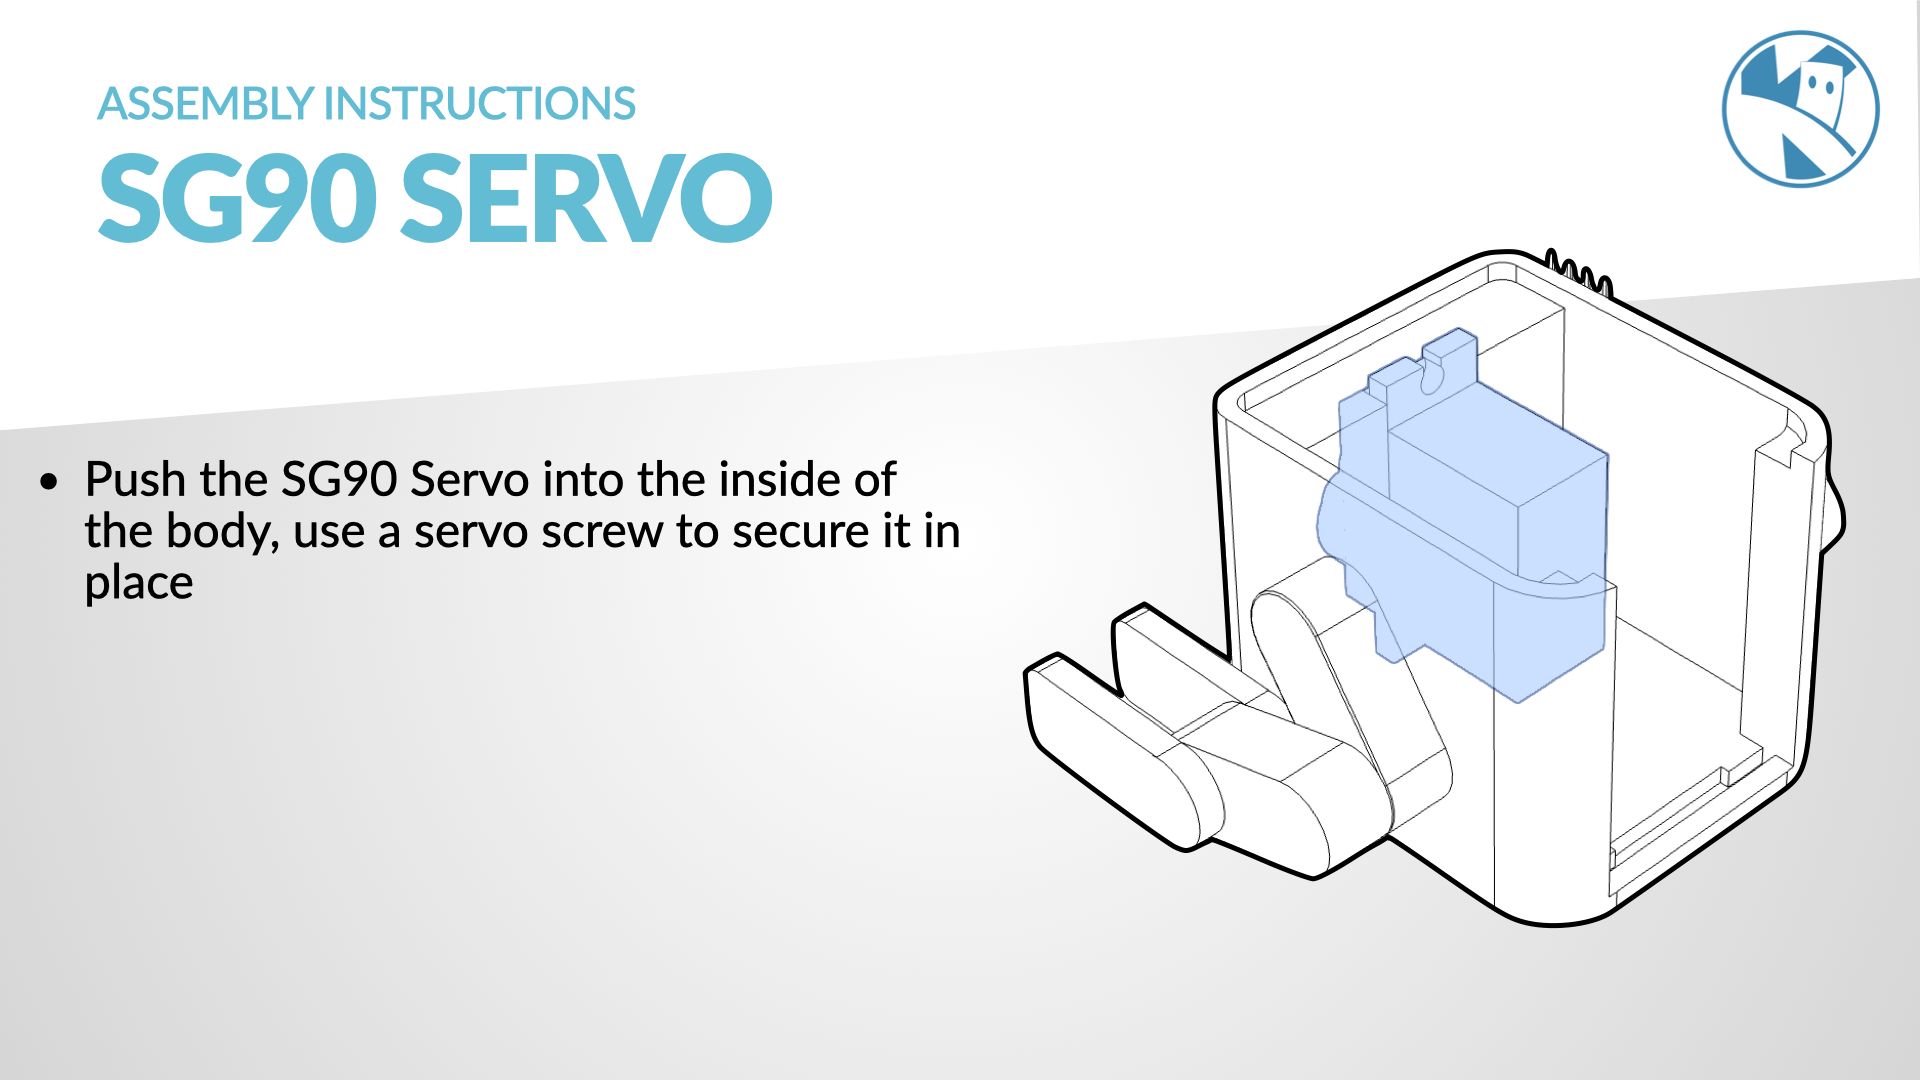 ASSEMBLY INSTRUCTIONS
SG90 SERVO
• Push the SG90 Servo into the inside of
the body, use a servo screw to secure it in
place